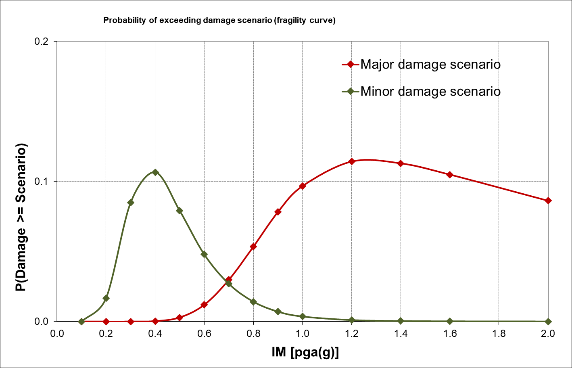 Probability of exceeding damage scenario (fragility curve)
0.2
Major damage scenario
Minor damage scenario
P(Damage >= Scenario)
0.1
0.0
0.0 0.2 0.4 0.6 0.8 1.0 1.2 1.4 1.6 1.8 2.0
IM [pga(g)]